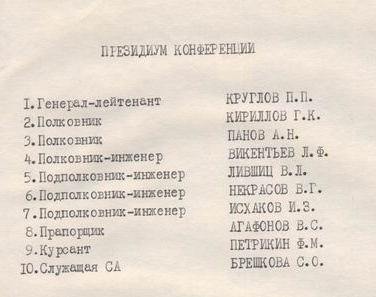 ПРЕЗИДИУМ КОНФЕРЕНЦИИ
1.Генерал-лейтенант КРУГЛОВ П.П.
2.Полковник КИРИЛЛОВ Г.К.
3.Полковник ПАНОВ А.Н.
4.Полковник-инженер ВИКЕНТЬЕВ Л.Ф.
5.Подполковник-инженер ЛИВШИЦ В.Л.
6.Подполковник-инженер НЕКРАСОВ В.Г.
7.Подполковник-инженер ИСХАКОВ И.З.
8.Прапорщик АГАФОНОВ В.С.
9.Курсант ПЕТРИКИН Ф.М.
10.Служащая СА БРЕШКОВА С.О.